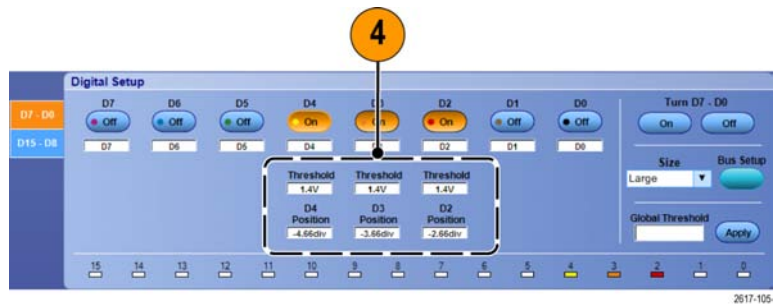 4
Digital Setup
D7 - D0
D15 - D8
D7 D6 D5 D4 D3 D2 D1 D0
Off Off Off On On On Off Off
D7 D6 D5 D4 D2 D1 D0
Turn D7 - D0
On Off
Size Bus Setup
Large
Threshold Threshold Threshold
1.4V 1.4V 1.4V
D4 D3 D2
Position Position Position
-4.66div -3.66div -2.66div
Global Threshold
Apply
15 14 13 12 11 10 9 8 7 6 5 4 3 2 1 0